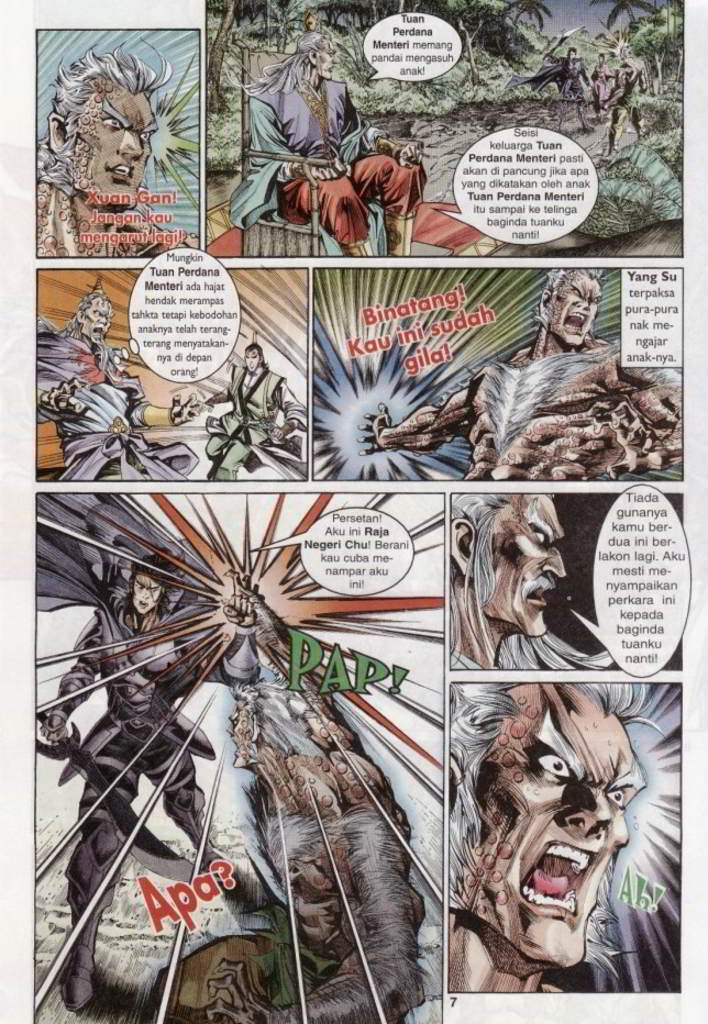 Xuan Gan!
Jangan kau
mengarut lagi!
Tuan
Perdana
Menteri memang
pandai mengasuh
anak!
Seisi
keluarga Tuan
Perdana Menteri pasti
akan di pancung jika apa
yang dikatakan oleh anak
Tuan Perdana Menteri
itu sampai ke telinga
baginda tuanku
nanti!
Mungkin
Tuan Perdana
Menteri ada hajat
hendak merampas
tahkta tetapi kebodohan
anaknya telah terang-
terang menyatakan-
nya di depan
orang!
Binatang!
Kau ini sudah
gila!
Yang Su
terpaksa
pura-pura
nak me-
ngajar
anak-nya.
Persetan!
Aku ini Raja
Negeri Chu! Berani
kau cuba me-
nampar aku
ini!
PAP!
Apa?
Tiada
gunanya
kamu ber-
dua ini ber-
lakon lagi. Aku
mesti me-
nyampaikan
perkara ini
kepada
baginda
tuanku
nanti!
Ah!
7